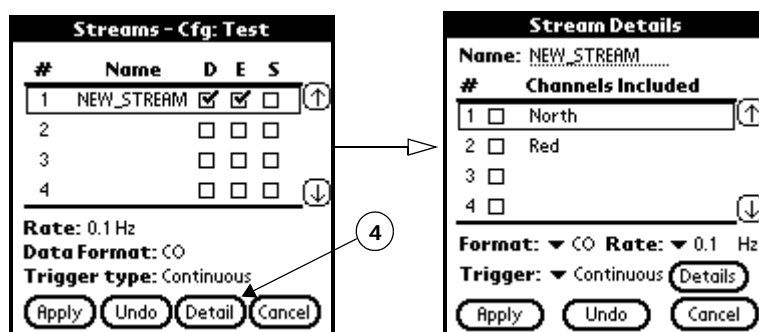 Streams - Cfg: Test
# Name D E S
1 NEW_STREAM
2
3
4
Rate: 0.1 Hz
Data Format: CO
Trigger type: Continuous
Apply Undo Detail Cancel
4
Stream Details
Name: NEW_STREAM
# Channels Included
1 North
2 Red
3
4
Format: CO Rate: 0.1 Hz
Trigger: Continuous Details
Apply Undo Cancel